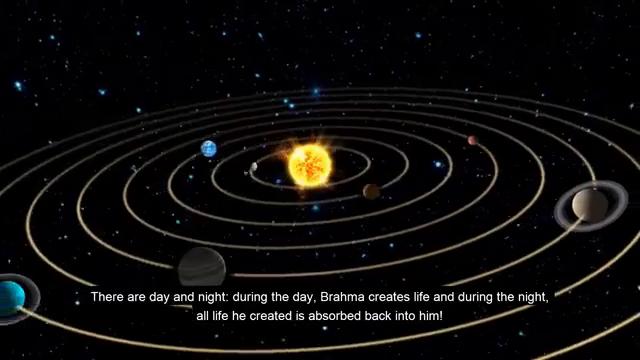 There are day and night: during the day, Brahma creates life and during the night,
all life he created is absorbed back into him!